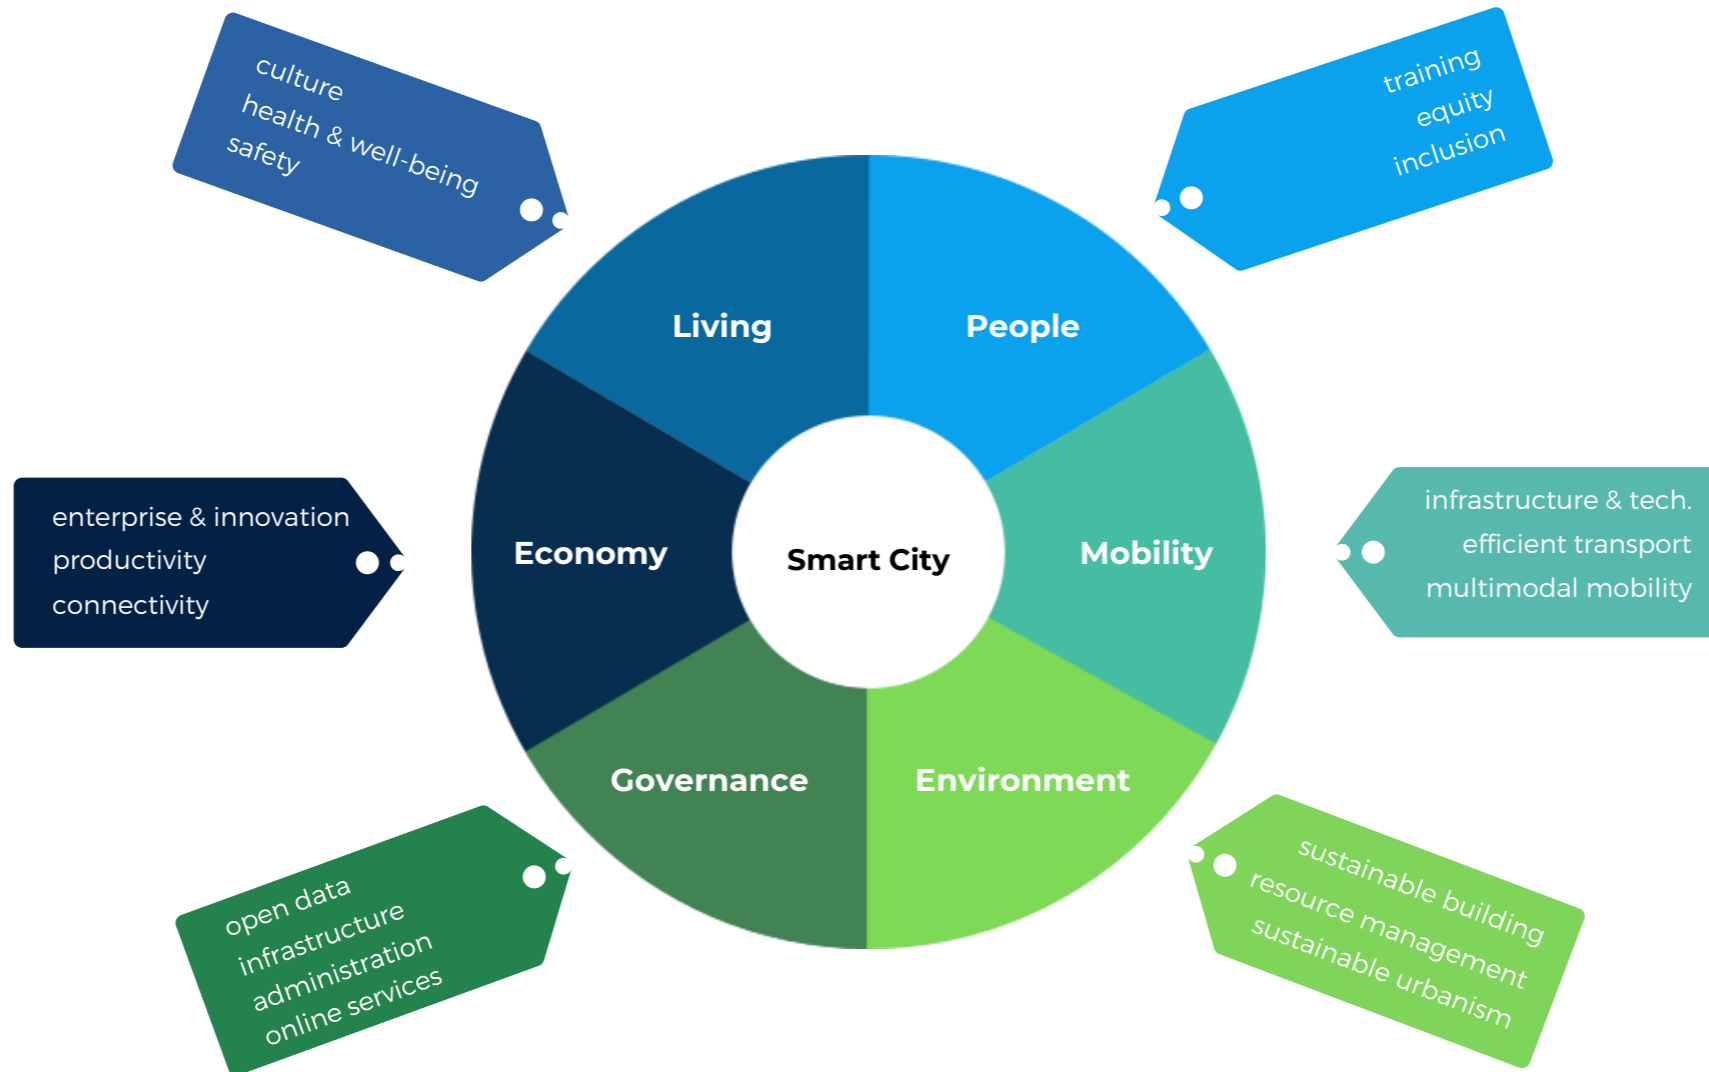 culture
health & well-being
safety
training
equity
inclusion
Living
People
enterprise & innovation
productivity
connectivity
Economy
Smart City
Mobility
infrastructure & tech.
efficient transport
multimodal mobility
Governance
Environment
open data
infrastructure
administration
online services
sustainable building
resource management
sustainable urbanism